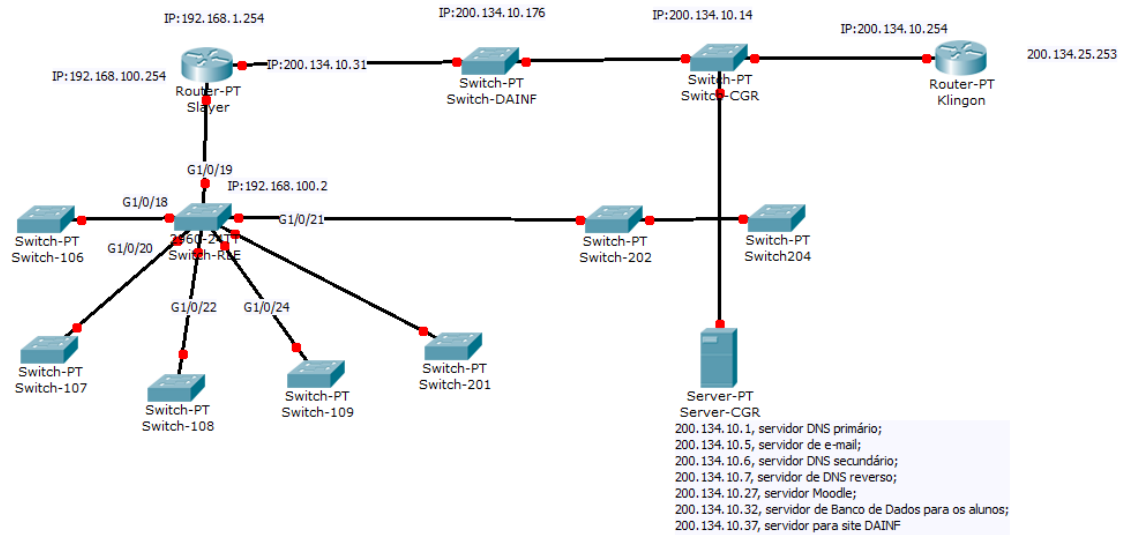 IP:192.168.1.254
IP:200.134.10.176
IP:200.134.10.14
IP:200.134.10.254
200.134.25.253
IP:192.168.100.254
IP:200.134.10.31
Router-PT
Slayer
Switch-PT
Switch-DAINF
Switch-PT
Switch-CGR
Router-PT
Klingon
G1/0/19
IP:192.168.100.2
G1/0/18
G1/0/21
G1/0/20
Switch-PT
Switch-106
2960-24TT
Switch-RLE
Switch-PT
Switch-202
Switch-PT
Switch204
G1/0/22
G1/0/24
Switch-PT
Switch-107
Switch-PT
Switch-108
Switch-PT
Switch-109
Switch-PT
Switch-201
Server-PT
Server-CGR
200.134.10.1, servidor DNS primário;
200.134.10.5, servidor de e-mail;
200.134.10.6, servidor DNS secundário;
200.134.10.7, servidor de DNS reverso;
200.134.10.27, servidor Moodle;
200.134.10.32, servidor de Banco de Dados para os alunos;
200.134.10.37, servidor para site DAINF